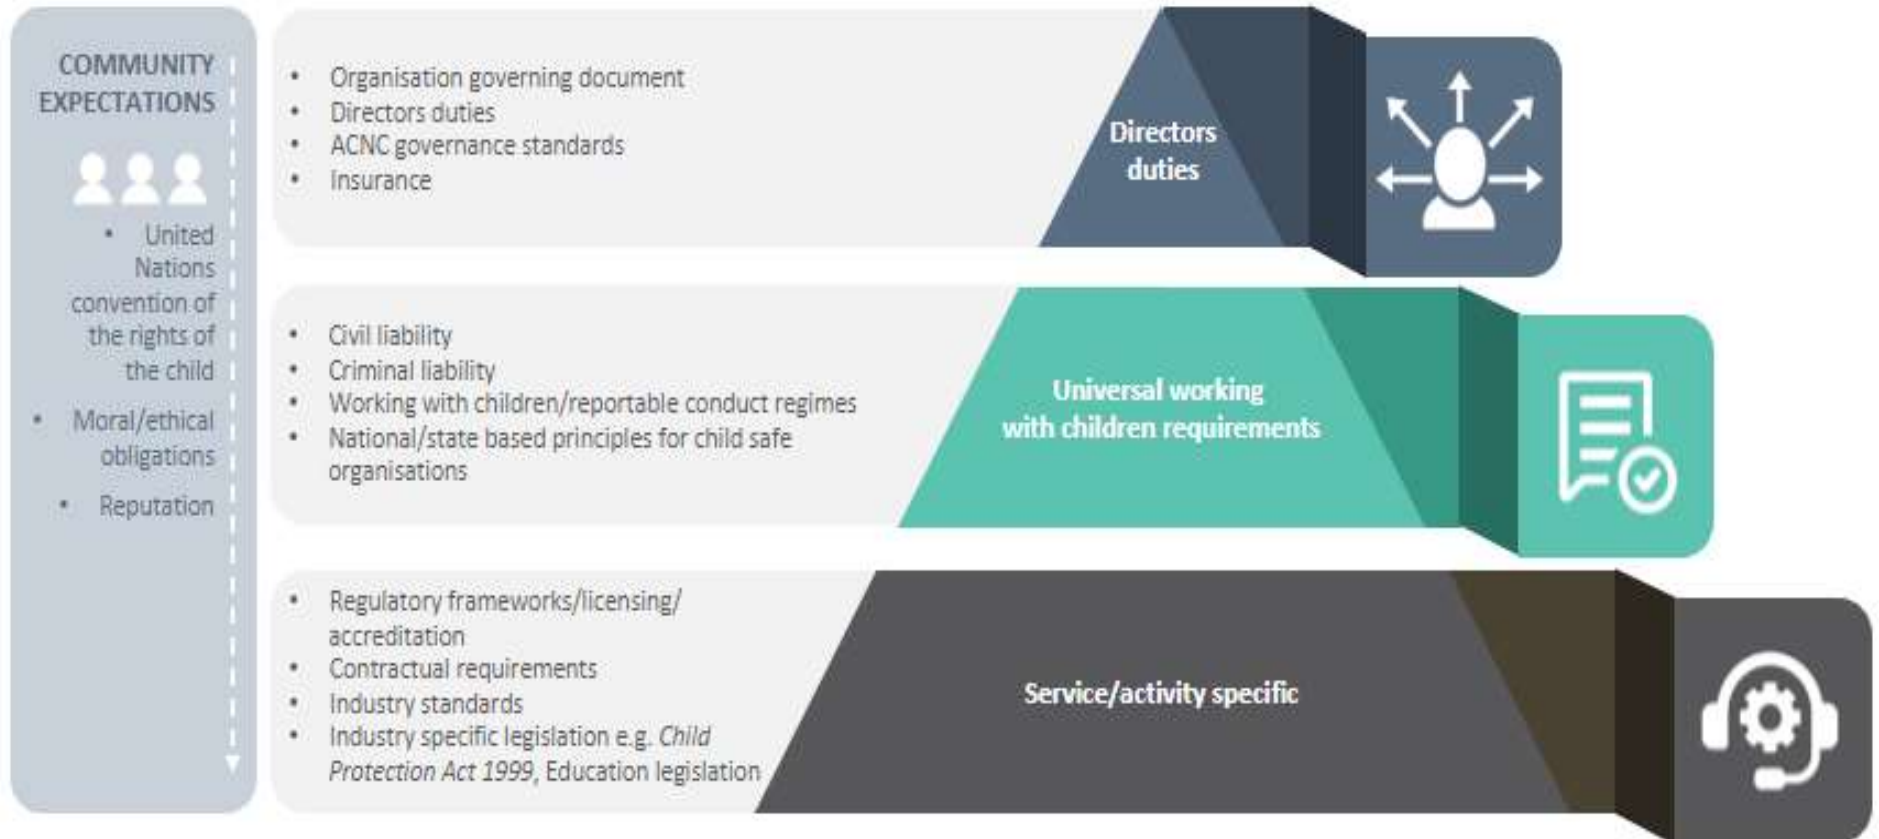 COMMUNITY
EXPECTATIONS
• United
Nations
convention of
the rights of
the child
• Moral/ethical
obligations
• Reputation
• Organisation governing document
• Directors duties
• ACNC governance standards
• Insurance
Directors
duties
• Civil liability
• Criminal liability
• Working with children/reportable conduct regimes
• National/state based principles for child safe
organisations
Universal working
with children requirements
• Regulatory frameworks/licensing/
accreditation
• Contractual requirements
• Industry standards
• Industry specific legislation e.g. Child
Protection Act 1999, Education legislation
Service/activity specific